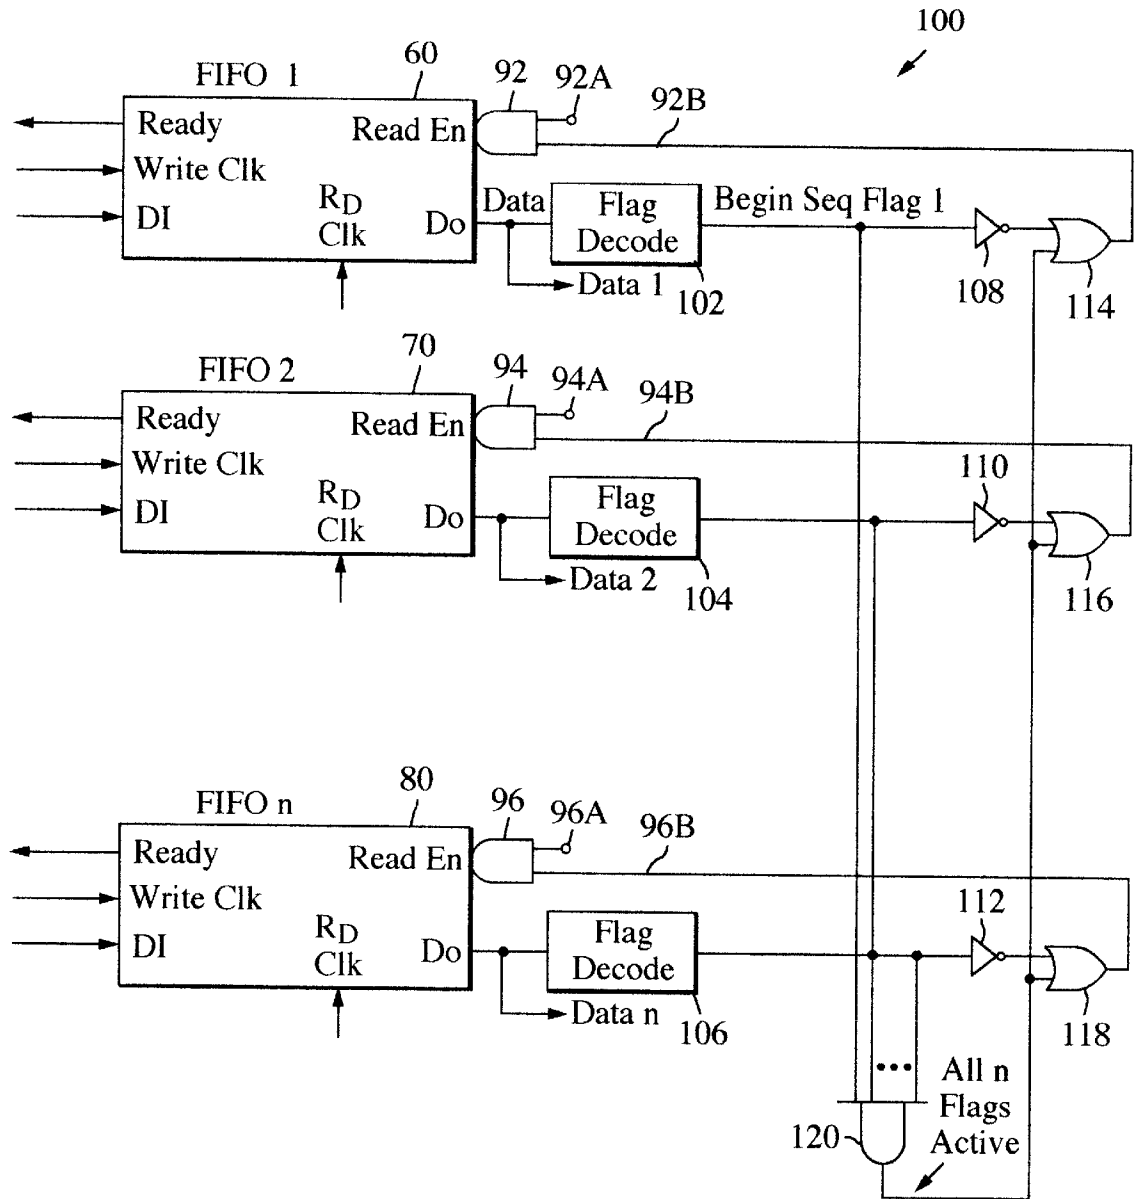 100
FIFO 1
60
92
92A
92B
Ready
Read En
Write Clk
DI
RD
Clk
Do
Data
Flag
Decode
Begin Seq Flag 1
Data 1
102
108
114
FIFO 2
70
94
94A
94B
Ready
Read En
Write Clk
DI
RD
Clk
Do
Flag
Decode
110
Data 2
104
116
FIFO n
80
96
96A
96B
Ready
Read En
Write Clk
DI
RD
Clk
Do
Flag
Decode
112
Data n
106
118
•••
All n
Flags
Active
120